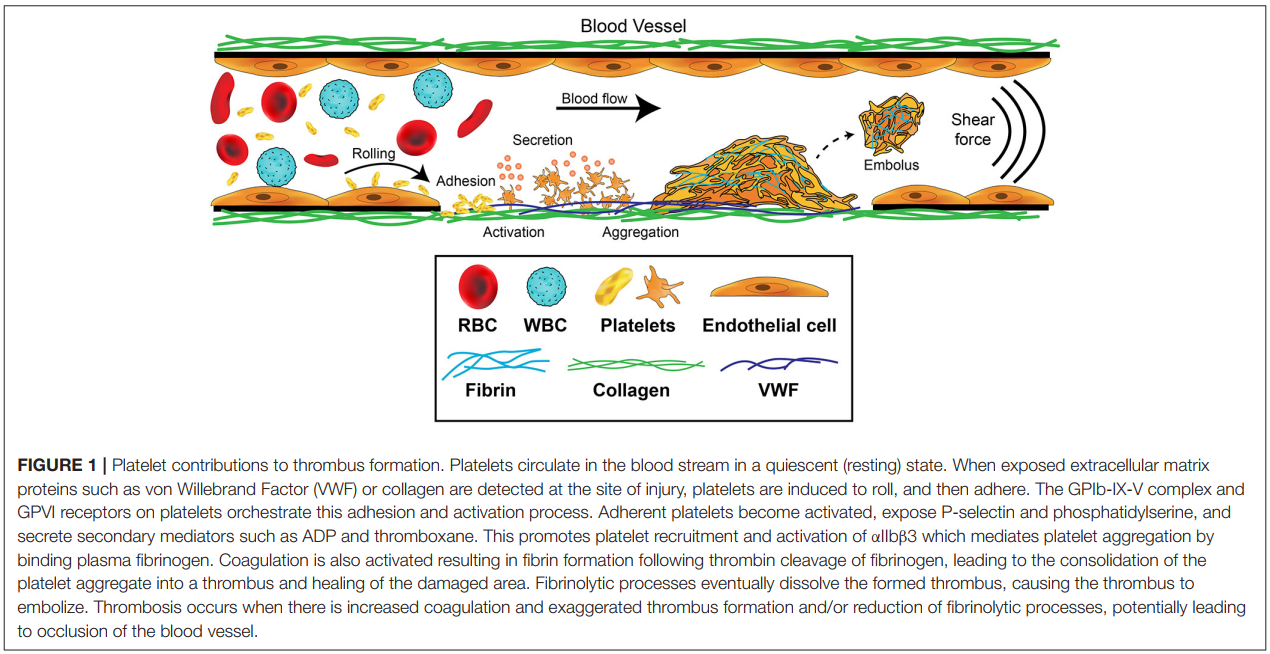 Blood Vessel
Blood flow
Shear
force
Secretion
Embolus
Rolling
Adhesion
Activation
Aggregation
RBC
WBC
Platelets
Endothelial cell
Fibrin
Collagen
VWF
FIGURE 1 | Platelet contributions to thrombus formation. Platelets circulate in the blood stream in a quiescent (resting) state. When exposed extracellular matrix
proteins such as von Willebrand Factor (VWF) or collagen are detected at the site of injury, platelets are induced to roll, and then adhere. The GPIb-IX-V complex and
GPVI receptors on platelets orchestrate this adhesion and activation process. Adherent platelets become activated, expose P-selectin and phosphatidylserine, and
secrete secondary mediators such as ADP and thromboxane. This promotes platelet recruitment and activation of αIIbβ3 which mediates platelet aggregation by
binding plasma fibrinogen. Coagulation is also activated resulting in fibrin formation following thrombin cleavage of fibrinogen, leading to the consolidation of the
platelet aggregate into a thrombus and healing of the damaged area. Fibrinolytic processes eventually dissolve the formed thrombus, causing the thrombus to
embolize. Thrombosis occurs when there is increased coagulation and exaggerated thrombus formation and/or reduction of fibrinolytic processes, potentially leading
to occlusion of the blood vessel.